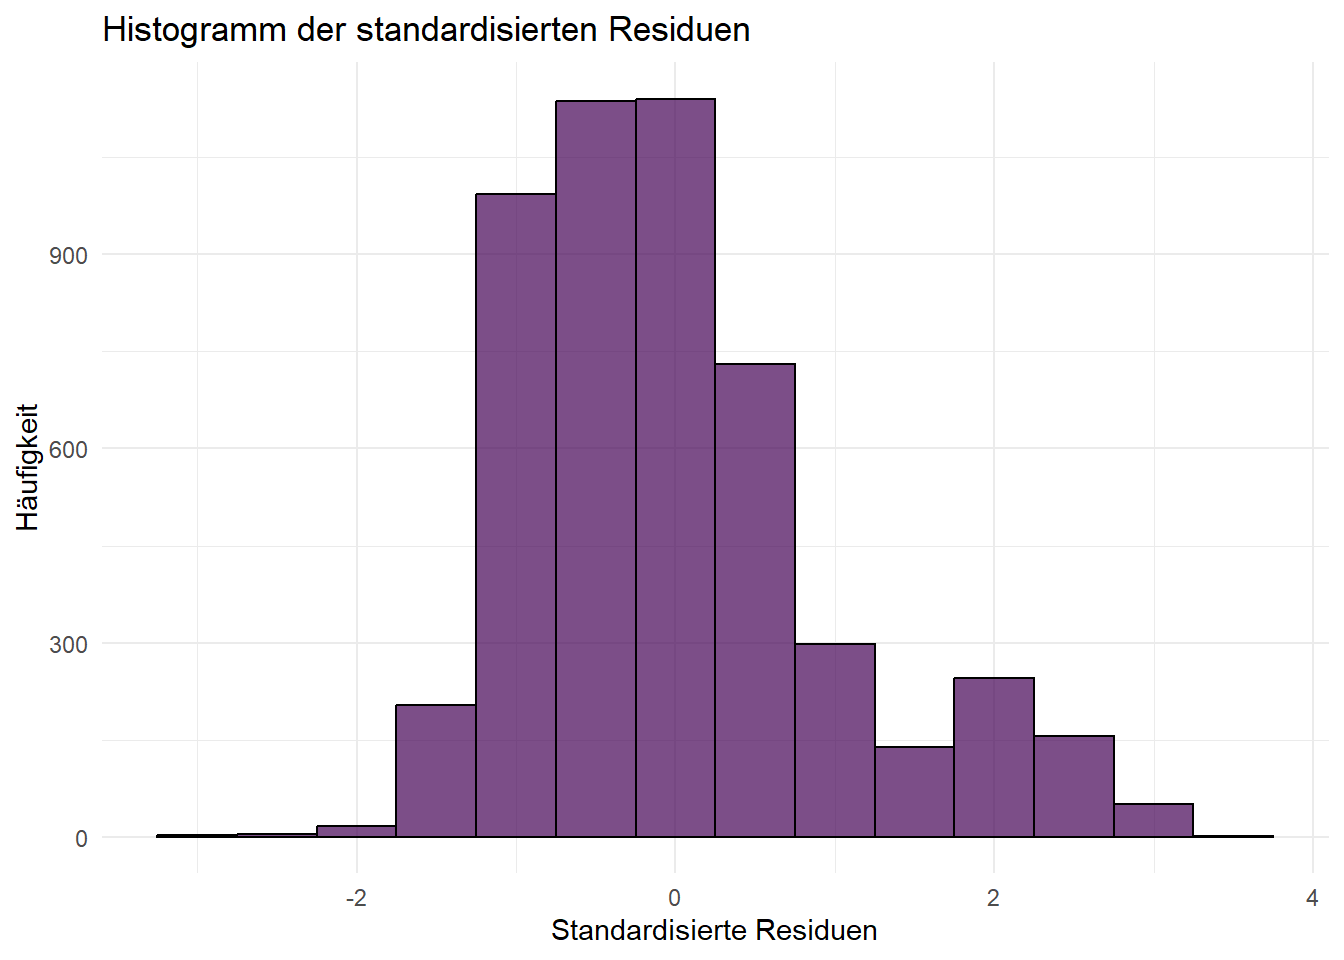 Histogramm der standardisierten Residuen
Häufigkeit
900
600
300
0
-2 0 2 4
Standardisierte Residuen